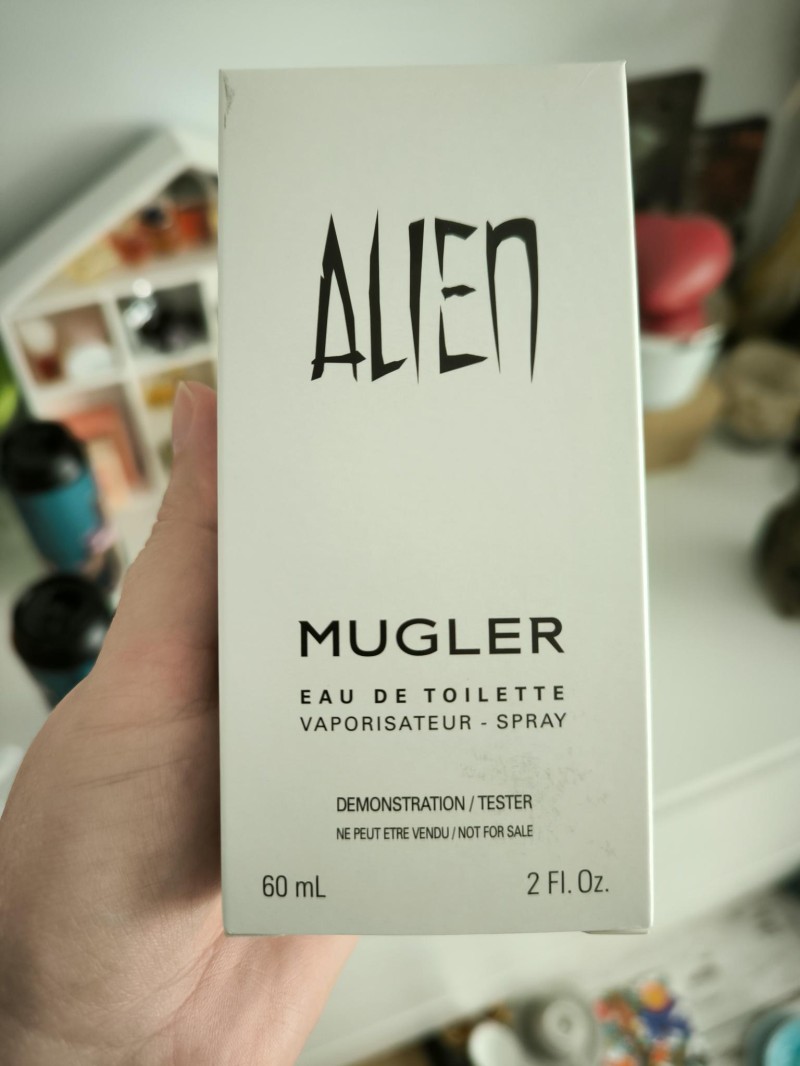 ALIEN
MUGLER
EAU DE TOILETTE
VAPORISATEUR - SPRAY
DEMONSTRATION / TESTER
NE PEUT ETRE VENDU / NOT FOR SALE
60 mL 2 Fl. Oz.